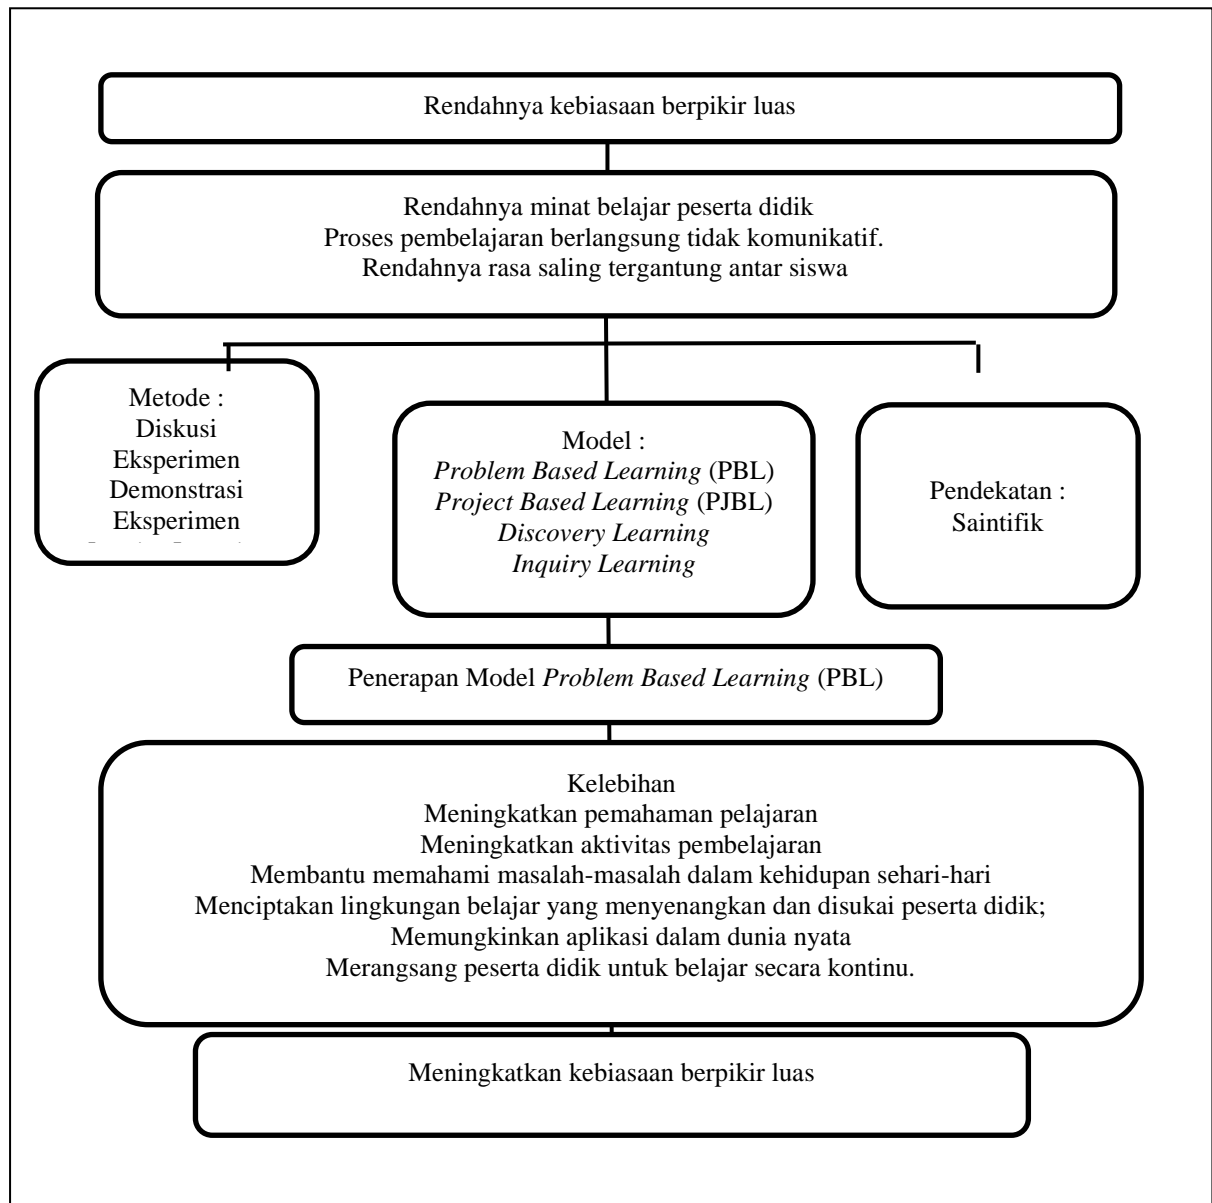 Rendahnya kebiasaan berpikir luas
Rendahnya minat belajar peserta didik
Proses pembelajaran berlangsung tidak komunikatif.
Rendahnya rasa saling tergantung antar siswa
Metode :
Diskusi
Eksperimen
Demonstrasi
Eksperimen
Model :
Problem Based Learning (PBL)
Project Based Learning (PJBL)
Discovery Learning
Inquiry Learning
Pendekatan :
Saintifik
Penerapan Model Problem Based Learning (PBL)
Kelebihan
Meningkatkan pemahaman pelajaran
Meningkatkan aktivitas pembelajaran
Membantu memahami masalah-masalah dalam kehidupan sehari-hari
Menciptakan lingkungan belajar yang menyenangkan dan disukai peserta didik;
Memungkinkan aplikasi dalam dunia nyata
Merangsang peserta didik untuk belajar secara kontinu.
Meningkatkan kebiasaan berpikir luas